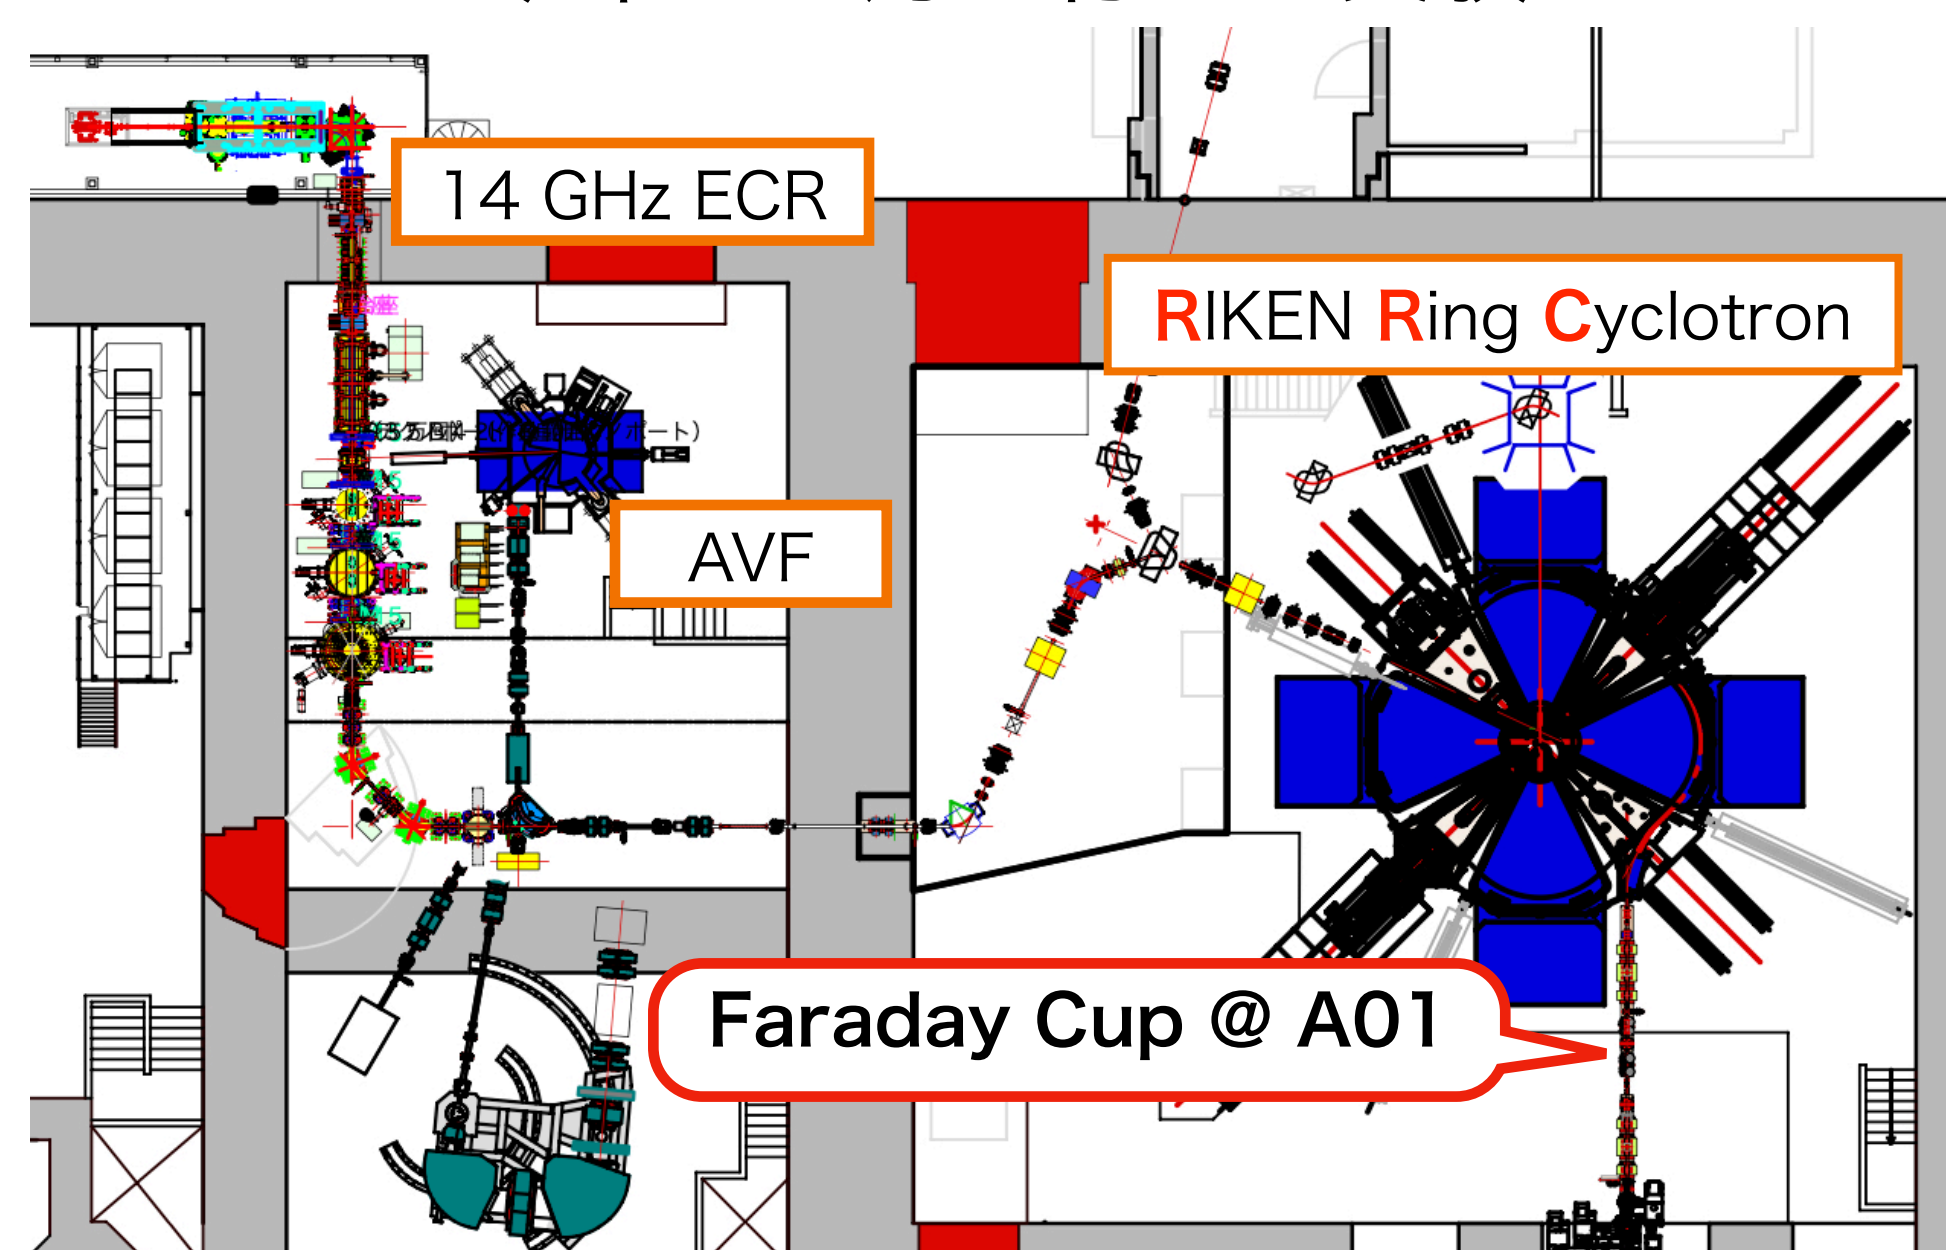 14 GHz ECR
RIKEN Ring Cyclotron
AVF
Faraday Cup @ A01